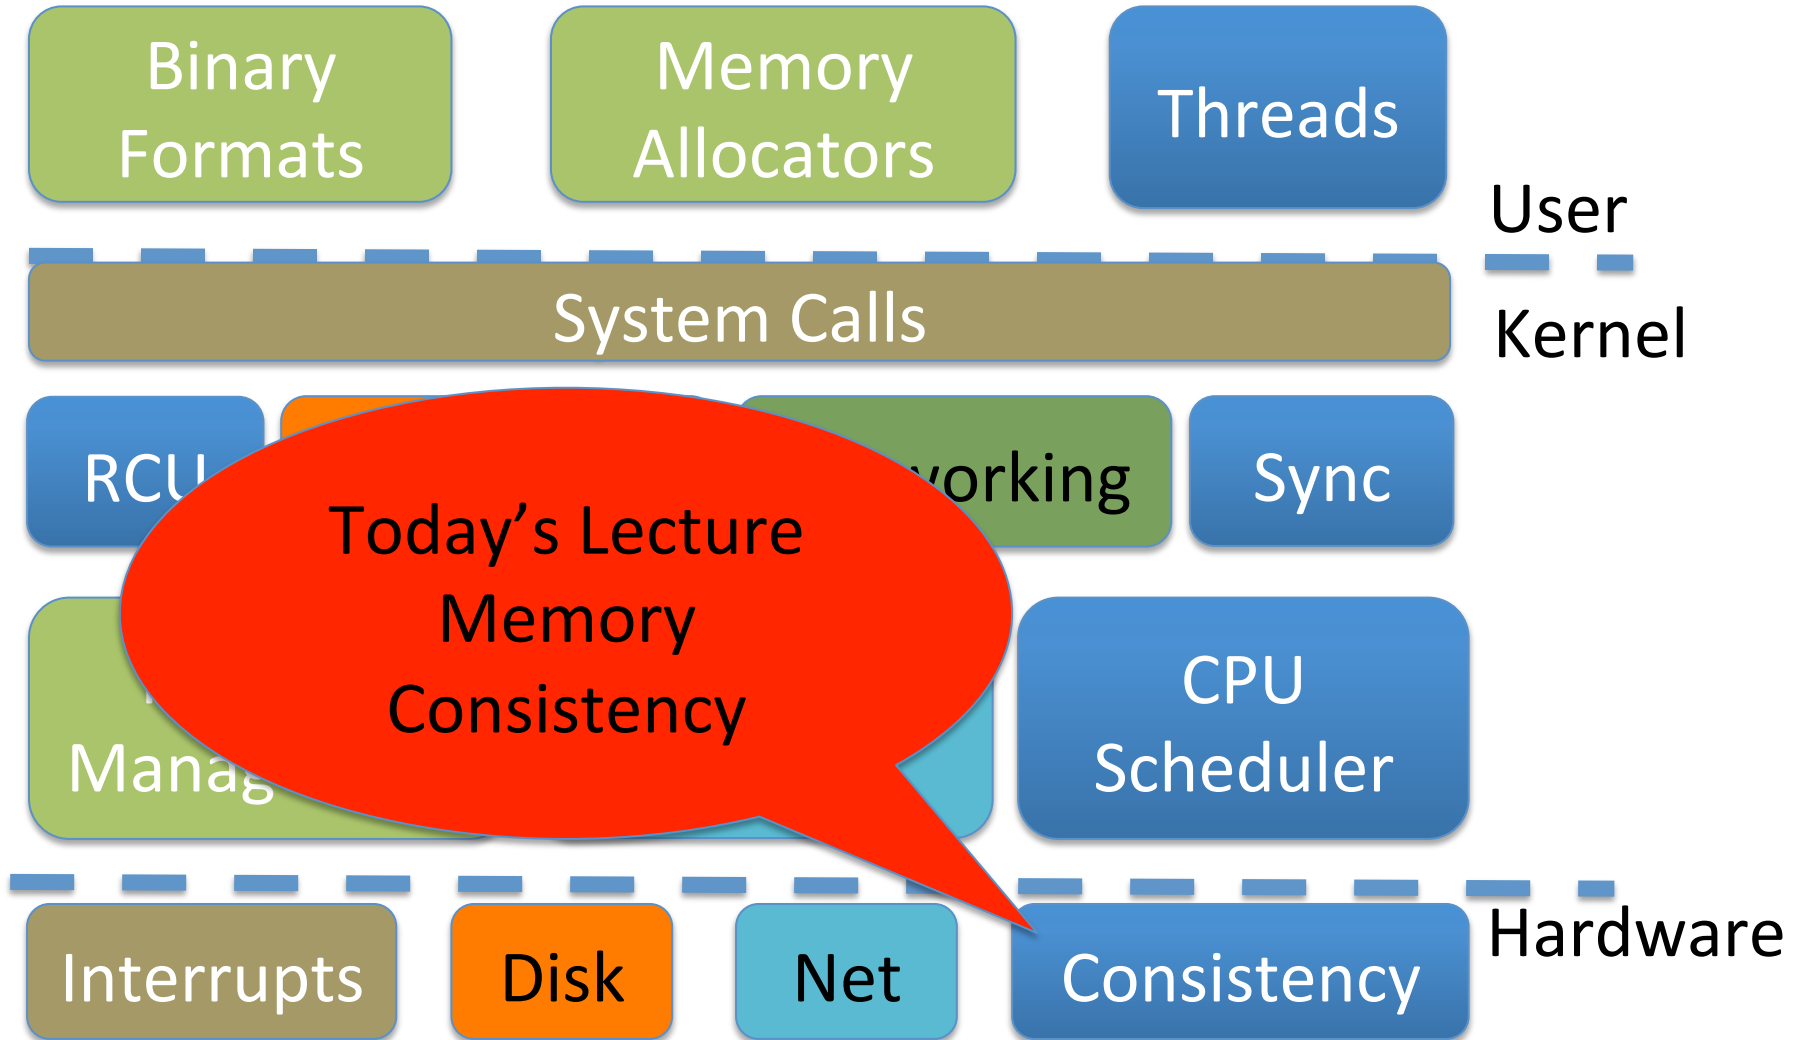 Binary
Formats
Memory
Allocators
Threads
User
System Calls
Kernel
RCU
working
Sync
Today’s Lecture
Memory
Consistency
Manag
CPU
Scheduler
Hardware
Interrupts
Disk
Net
Consistency